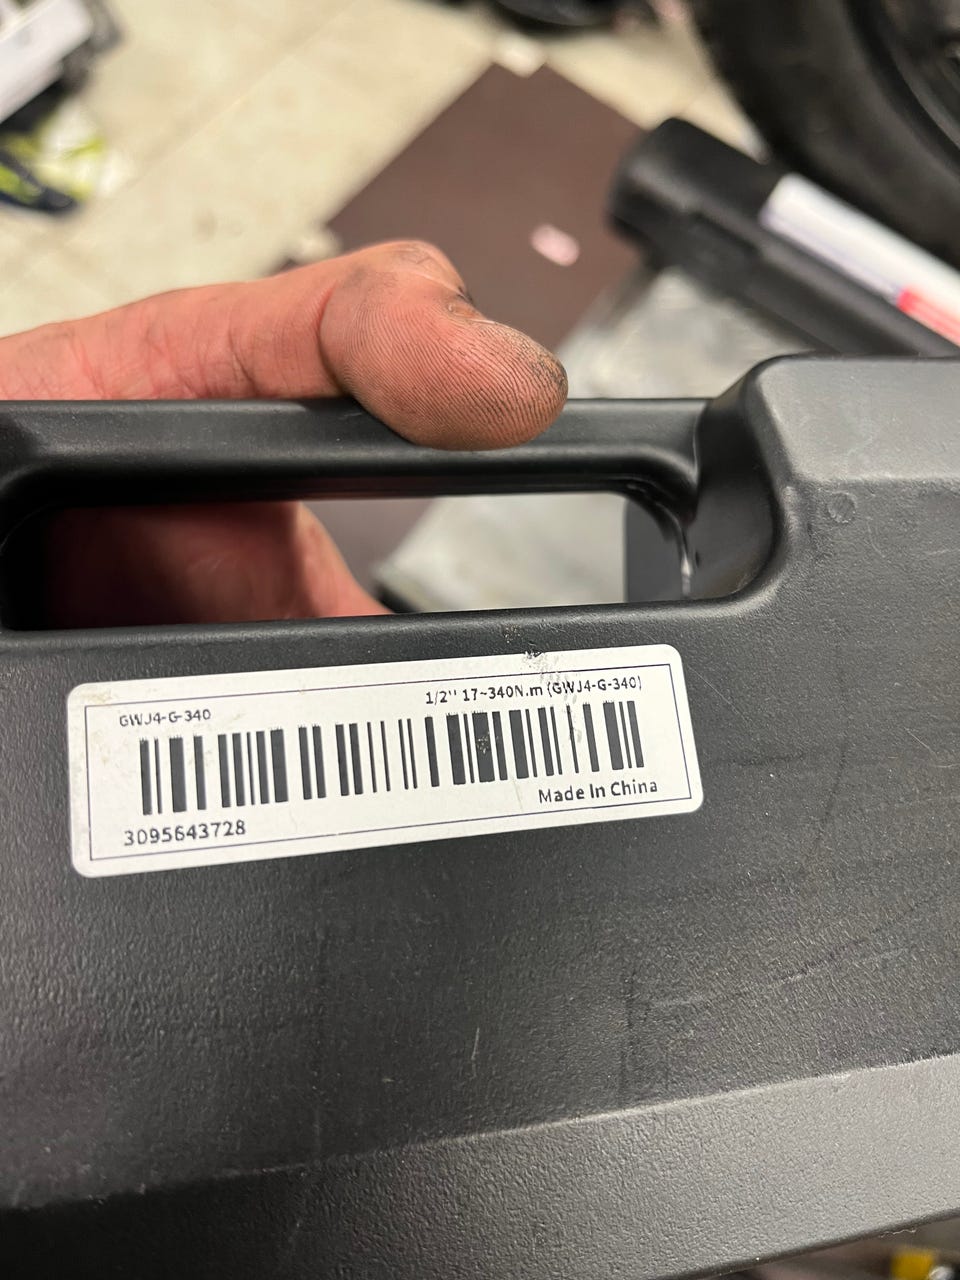 GWJ4-G-340
1/2'' 17~340N.m (GWJ4-G-340)
3095643728
Made In China